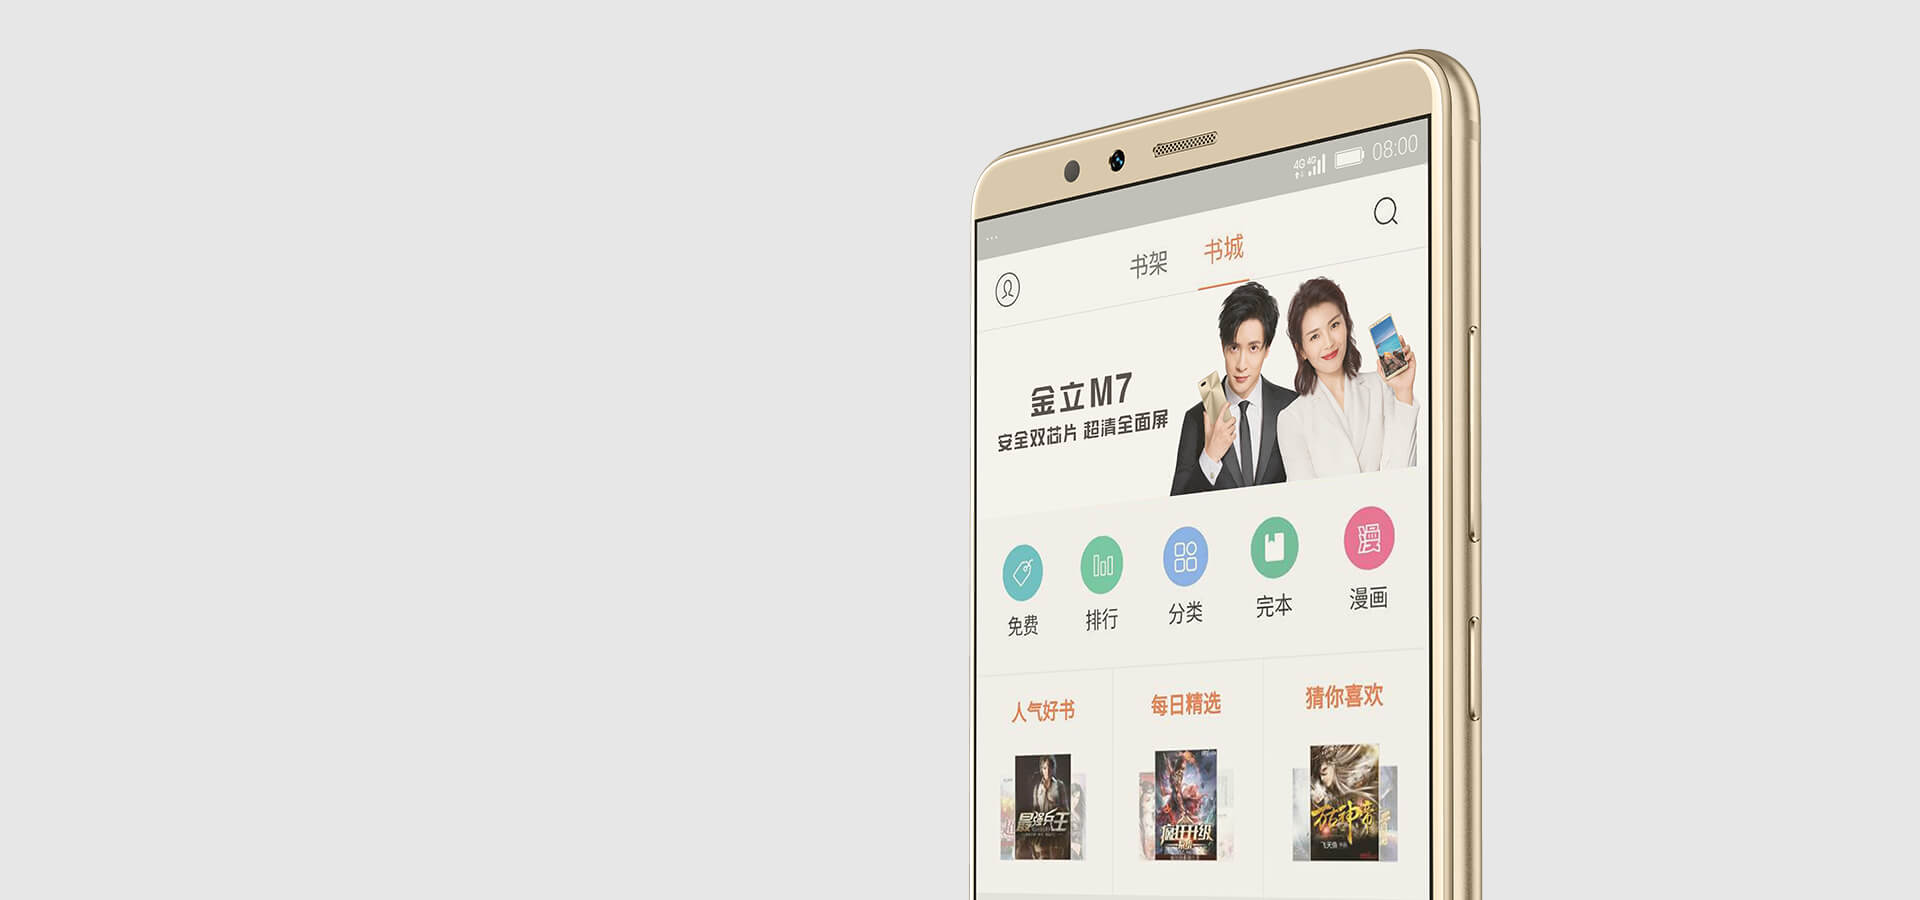 4G 4G 08:00
...
书架 书城
金立M7
安全双芯片 超清全面屏
漫
免费 排行 分类 完本 漫画
人气好书 每日精选 猜你喜欢
最强兵王
疯狂升级
飞天鱼